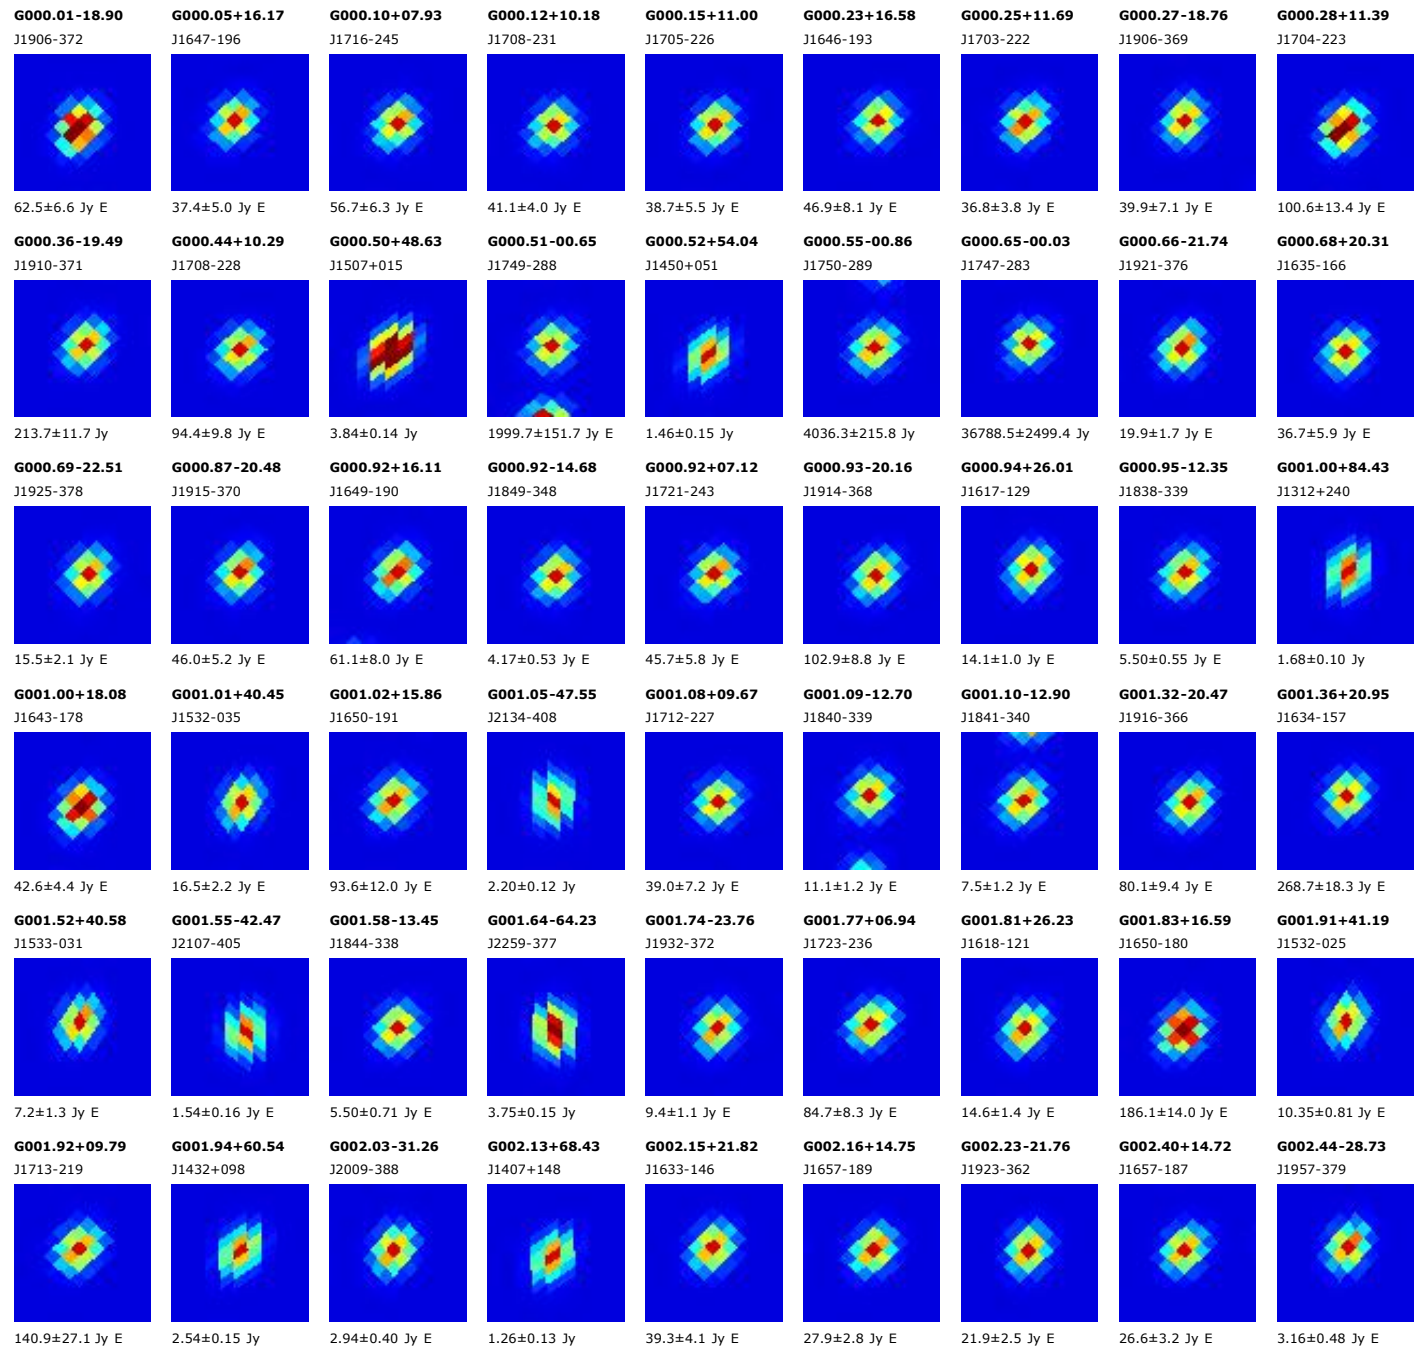 G000.01-18.90 G000.05+16.17 G000.10+07.93 G000.12+10.18 G000.15+11.00 G000.23+16.58 G000.25+11.69 G000.27-18.76 G000.28+11.39
J1906-372 J1647-196 J1716-245 J1708-231 J1705-226 J1646-193 J1703-222 J1906-369 J1704-223
62.5±6.6 Jy E 37.4±5.0 Jy E 56.7±6.3 Jy E 41.1±4.0 Jy E 38.7±5.5 Jy E 46.9±8.1 Jy E 36.8±3.8 Jy E 39.9±7.1 Jy E 100.6±13.4 Jy E
G000.36-19.49 G000.44+10.29 G000.50+48.63 G000.51-00.65 G000.52+54.04 G000.55-00.86 G000.65-00.03 G000.66-21.74 G000.68+20.31
J1910-371 J1708-228 J1507+015 J1749-288 J1450+051 J1750-289 J1747-283 J1921-376 J1635-166
213.7±11.7 Jy 94.4±9.8 Jy E 3.84±0.14 Jy 1999.7±151.7 Jy E 1.46±0.15 Jy 4036.3±215.8 Jy 36788.5±2499.4 Jy 19.9±1.7 Jy E 36.7±5.9 Jy E
G000.69-22.51 G000.87-20.48 G000.92+16.11 G000.92-14.68 G000.92+07.12 G000.93-20.16 G000.94+26.01 G000.95-12.35 G001.00+84.43
J1925-378 J1915-370 J1649-190 J1849-348 J1721-243 J1914-368 J1617-129 J1838-339 J1312+240
15.5±2.1 Jy E 46.0±5.2 Jy E 61.1±8.0 Jy E 4.17±0.53 Jy E 45.7±5.8 Jy E 102.9±8.8 Jy E 14.1±1.0 Jy E 5.50±0.55 Jy E 1.68±0.10 Jy
G001.00+18.08 G001.01+40.45 G001.02+15.86 G001.05-47.55 G001.08+09.67 G001.09-12.70 G001.10-12.90 G001.32-20.47 G001.36+20.95
J1643-178 J1532-035 J1650-191 J2134-408 J1712-227 J1840-339 J1841-340 J1916-366 J1634-157
42.6±4.4 Jy E 16.5±2.2 Jy E 93.6±12.0 Jy E 2.20±0.12 Jy 39.0±7.2 Jy E 11.1±1.2 Jy E 7.5±1.2 Jy E 80.1±9.4 Jy E 268.7±18.3 Jy E
G001.52+40.58 G001.55-42.47 G001.58-13.45 G001.64-64.23 G001.74-23.76 G001.77+06.94 G001.81+26.23 G001.83+16.59 G001.91+41.19
J1533-031 J2107-405 J1844-338 J2259-377 J1932-372 J1723-236 J1618-121 J1650-180 J1532-025
7.2±1.3 Jy E 1.54±0.16 Jy E 5.50±0.71 Jy E 3.75±0.15 Jy 9.4±1.1 Jy E 84.7±8.3 Jy E 14.6±1.4 Jy E 186.1±14.0 Jy E 10.35±0.81 Jy E
G001.92+09.79 G001.94+60.54 G002.03-31.26 G002.13+68.43 G002.15+21.82 G002.16+14.75 G002.23-21.76 G002.40+14.72 G002.44-28.73
J1713-219 J1432+098 J2009-388 J1407+148 J1633-146 J1657-189 J1923-362 J1657-187 J1957-379
140.9±27.1 Jy E 2.54±0.15 Jy 2.94±0.40 Jy E 1.26±0.13 Jy 39.3±4.1 Jy E 27.9±2.8 Jy E 21.9±2.5 Jy E 26.6±3.2 Jy E 3.16±0.48 Jy E